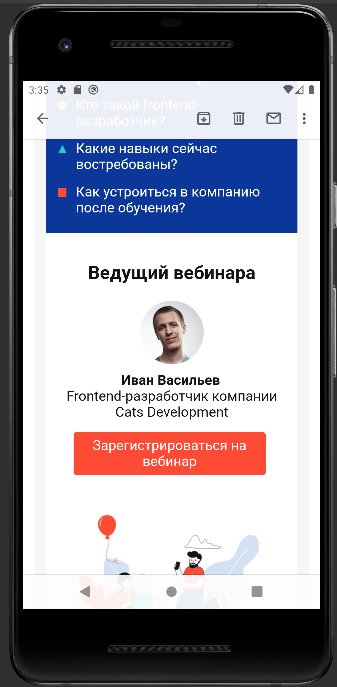 3:35
Кто такой frontend-
разработчик?
Какие навыки сейчас
востребованы?
Как устроиться в компанию
после обучения?
Ведущий вебинара
Иван Васильев
Frontend-разработчик компании
Cats Development
Зарегистрироваться на
вебинар